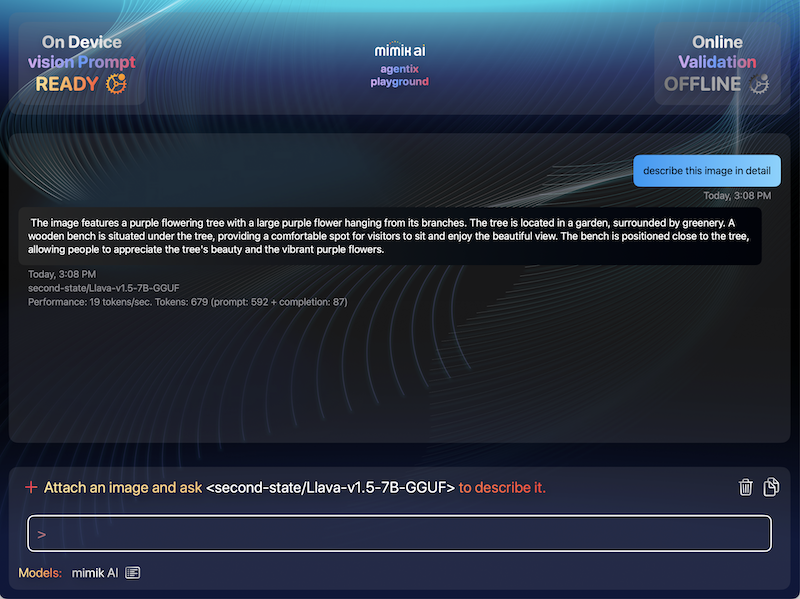 On Device
vision Prompt
READY
mimik ai
agentix
playground
Online
Validation
OFFLINE
describe this image in detail
Today, 3:08 PM
The image features a purple flowering tree with a large purple flower hanging from its branches. The tree is located in a garden, surrounded by greenery. A
wooden bench is situated under the tree, providing a comfortable spot for visitors to sit and enjoy the beautiful view. The bench is positioned close to the tree,
allowing people to appreciate the tree's beauty and the vibrant purple flowers.
Today, 3:08 PM
second-state/Llava-v1.5-7B-GGUF
Performance: 19 tokens/sec. Tokens: 679 (prompt: 592 + completion: 87)
+ Attach an image and ask <second-state/Llava-v1.5-7B-GGUF> to describe it.
>
Models: mimik AI